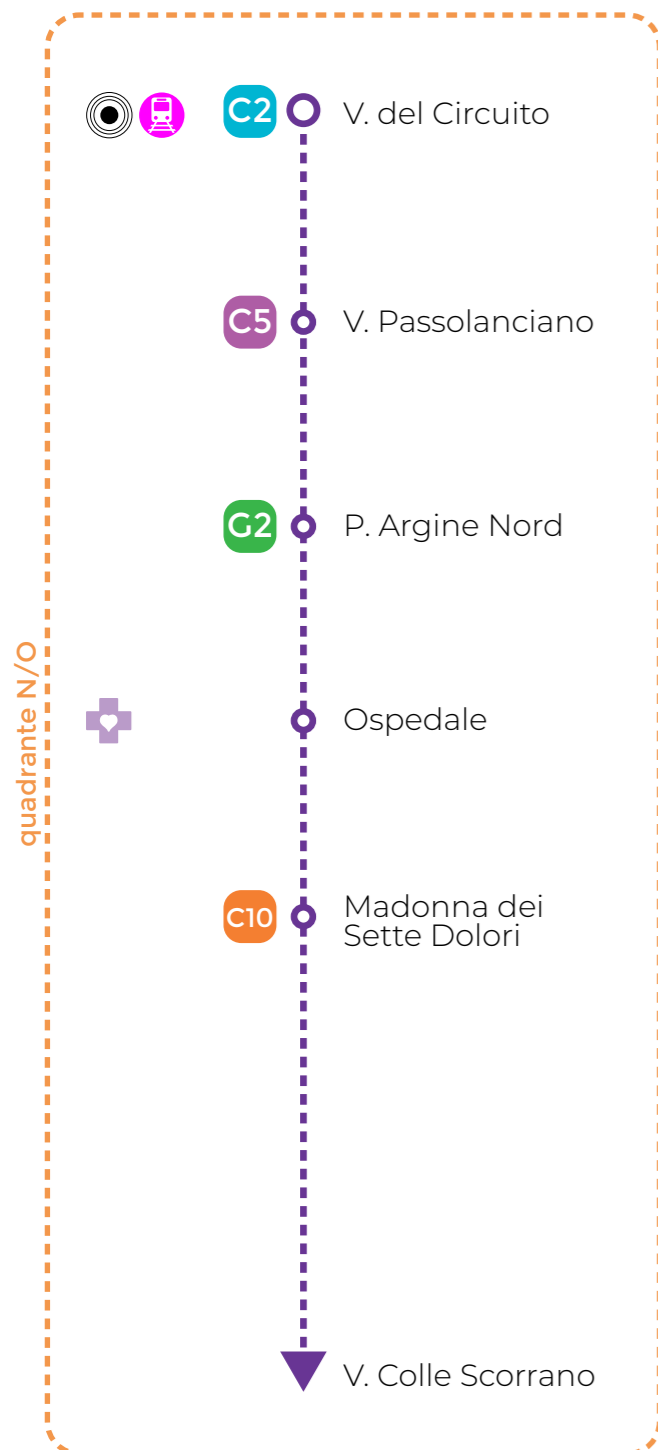 C2 V. del Circuito
C5 V. Passolanciano
G2 P. Argine Nord
quadrante N/O
Ospedale
C10 Madonna dei
Sette Dolori
V. Colle Scorrano